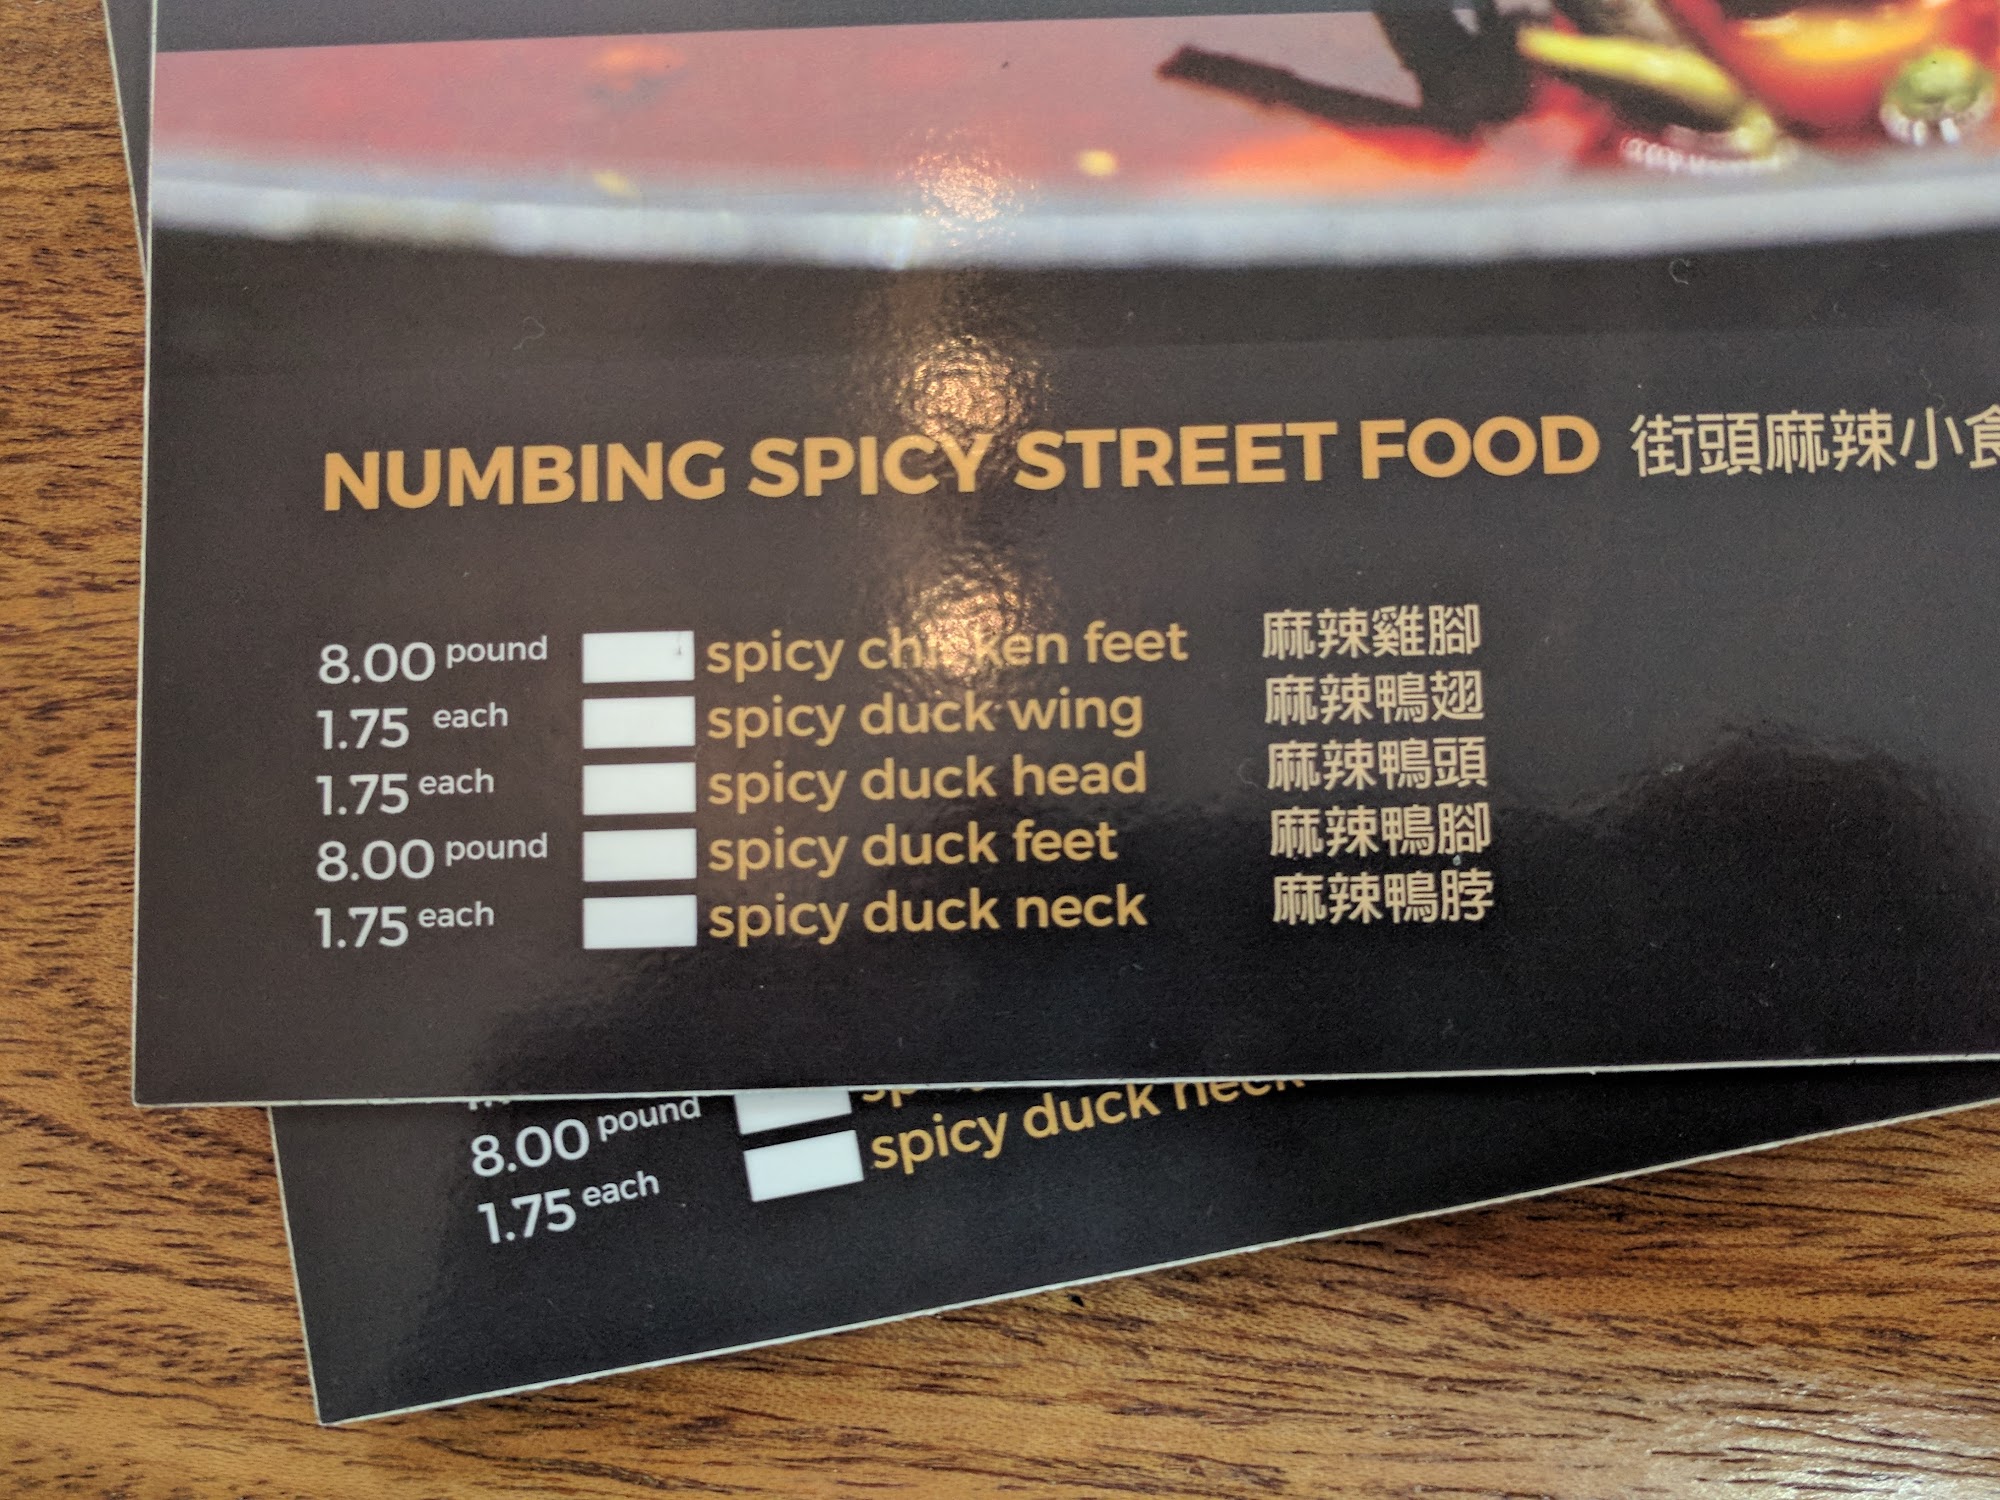 NUMBING SPICY STREET FOOD 街頭麻辣小食
8.00 pound spicy chicken feet 麻辣雞腳
1.75 each spicy duck wing 麻辣鴨翅
1.75 each spicy duck head 麻辣鴨頭
8.00 pound spicy duck feet 麻辣鴨腳
1.75 each spicy duck neck 麻辣鴨脖
8.00 pound
1.75 each spicy duck neck